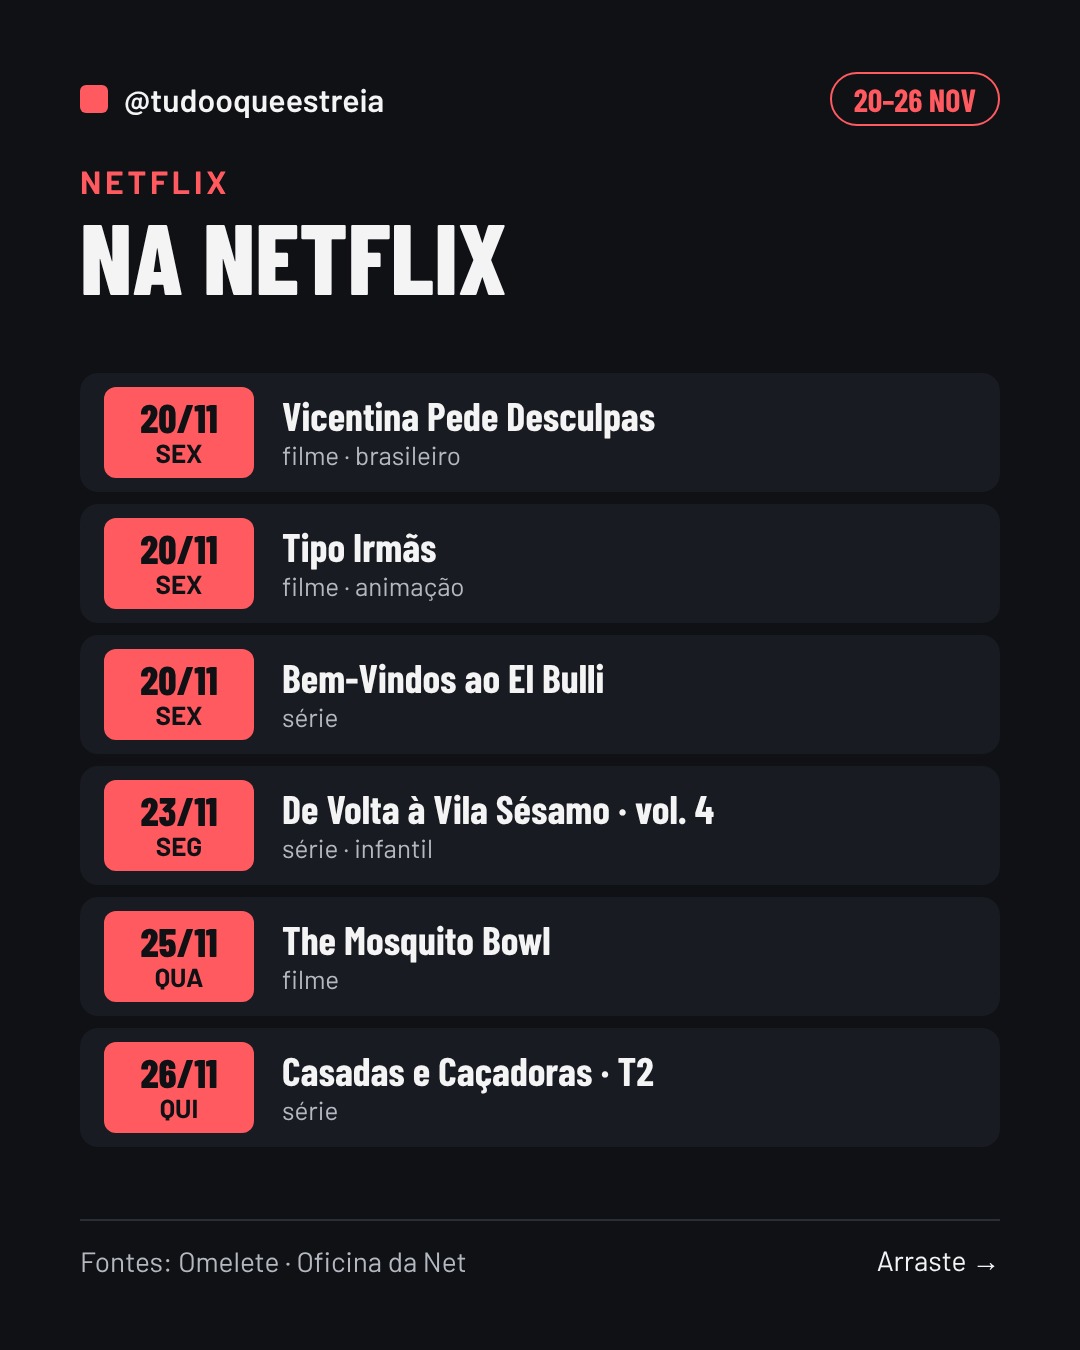 @tudooqueestreia
20–26 NOV
NETFLIX
NA NETFLIX
20/11
SEX
Vicentina Pede Desculpas
filme · brasileiro
20/11
SEX
Tipo Irmãs
filme · animação
20/11
SEX
Bem-Vindos ao El Bulli
série
23/11
SEG
De Volta à Vila Sésamo · vol. 4
série · infantil
25/11
QUA
The Mosquito Bowl
filme
26/11
QUI
Casadas e Caçadoras · T2
série
Fontes: Omelete · Oficina da Net
Arraste →